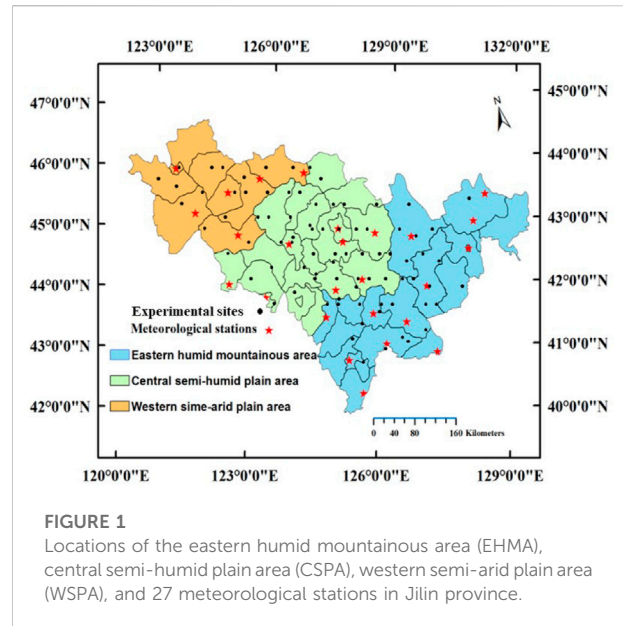 123°0'0"E 126°0'0"E 129°0'0"E 132°0'0"E
N
47°0'0"N 45°0'0"N
46°0'0"N 44°0'0"N
45°0'0"N 43°0'0"N
44°0'0"N 42°0'0"N
Experimental sites
Meteorological stations
43°0'0"N 41°0'0"N
Eastern humid mountainous area
Central semi-humid plain area
42°0'0"N 40°0'0"N
Western sime-arid plain area
0 40 80 160 Kilometers
120°0'0"E 123°0'0"E 126°0'0"E 129°0'0"E
FIGURE 1
Locations of the eastern humid mountainous area (EHMA),
central semi-humid plain area (CSPA), western semi-arid plain area
(WSPA), and 27 meteorological stations in Jilin province.